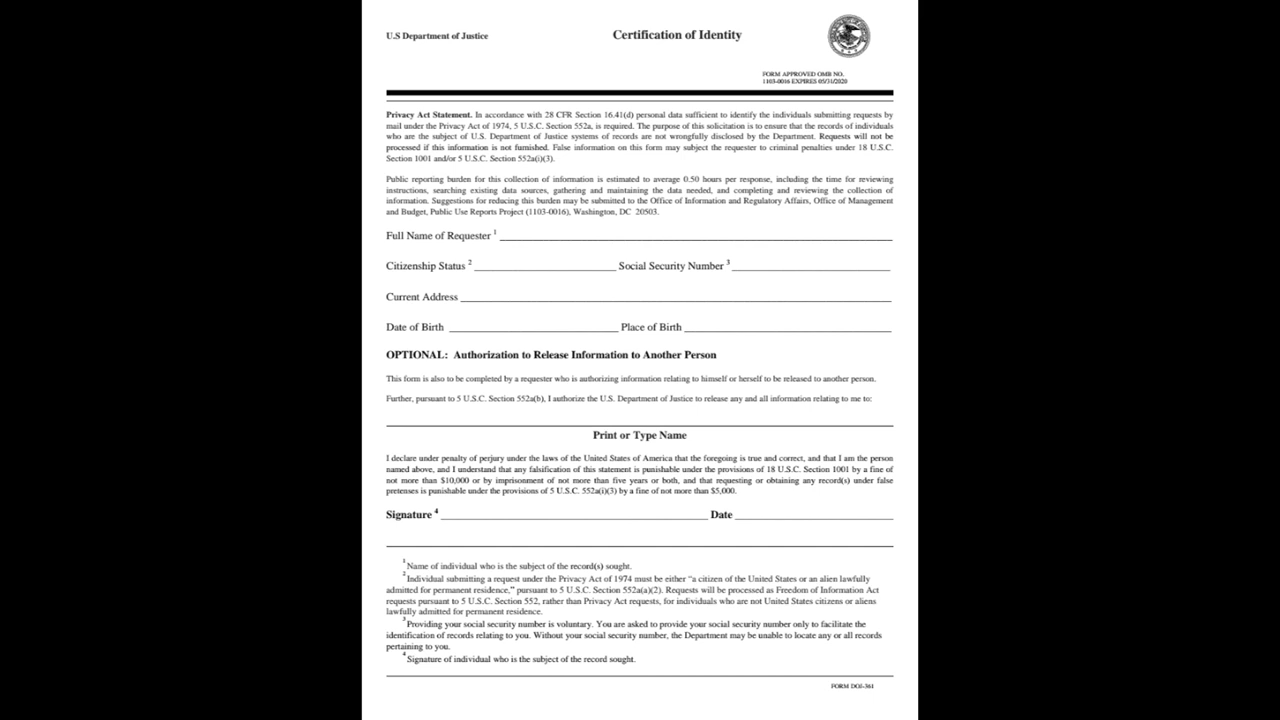 U.S Department of Justice
Certification of Identity
FORM APPROVED OMB NO.
1103-0016 EXPIRES 05/31/2020
Privacy Act Statement. In accordance with 28 CFR Section 16.41(d) personal data sufficient to identify the individuals submitting requests by
mail under the Privacy Act of 1974, 5 U.S.C. Section 552a, is required. The purpose of this solicitation is to ensure that the records of individuals
who are the subject of U.S. Department of Justice systems of records are not wrongfully disclosed by the Department. Requests will not be
processed if this information is not furnished. False information on this form may subject the requester to criminal penalties under 18 U.S.C.
Section 1001 and/or 5 U.S.C. Section 552a(i)(3).
Public reporting burden for this collection of information is estimated to average 0.50 hours per response, including the time for reviewing
instructions, searching existing data sources, gathering and maintaining the data needed, and completing and reviewing the collection of
information. Suggestions for reducing this burden may be submitted to the Office of Information and Regulatory Affairs, Office of Management
and Budget, Public Use Reports Project (1103-0016), Washington, DC 20503.
Full Name of Requester 1
Citizenship Status 2 Social Security Number 3
Current Address
Date of Birth Place of Birth
OPTIONAL: Authorization to Release Information to Another Person
This form is also to be completed by a requester who is authorizing information relating to himself or herself to be released to another person.
Further, pursuant to 5 U.S.C. Section 552a(b), I authorize the U.S. Department of Justice to release any and all information relating to me to:
Print or Type Name
I declare under penalty of perjury under the laws of the United States of America that the foregoing is true and correct, and that I am the person
named above, and I understand that any falsification of this statement is punishable under the provisions of 18 U.S.C. Section 1001 by a fine of
not more than $10,000 or by imprisonment of not more than five years or both, and that requesting or obtaining any record(s) under false
pretenses is punishable under the provisions of 5 U.S.C. 552a(i)(3) by a fine of not more than $5,000.
Signature 4 Date
1 Name of individual who is the subject of the record(s) sought.
2 Individual submitting a request under the Privacy Act of 1974 must be either “a citizen of the United States or an alien lawfully
admitted for permanent residence,” pursuant to 5 U.S.C. Section 552a(a)(2). Requests will be processed as Freedom of Information Act
requests pursuant to 5 U.S.C. Section 552, rather than Privacy Act requests, for individuals who are not United States citizens or aliens
lawfully admitted for permanent residence.
3 Providing your social security number is voluntary. You are asked to provide your social security number only to facilitate the
identification of records relating to you. Without your social security number, the Department may be unable to locate any or all records
pertaining to you.
4 Signature of individual who is the subject of the record sought.
FORM DOJ-361